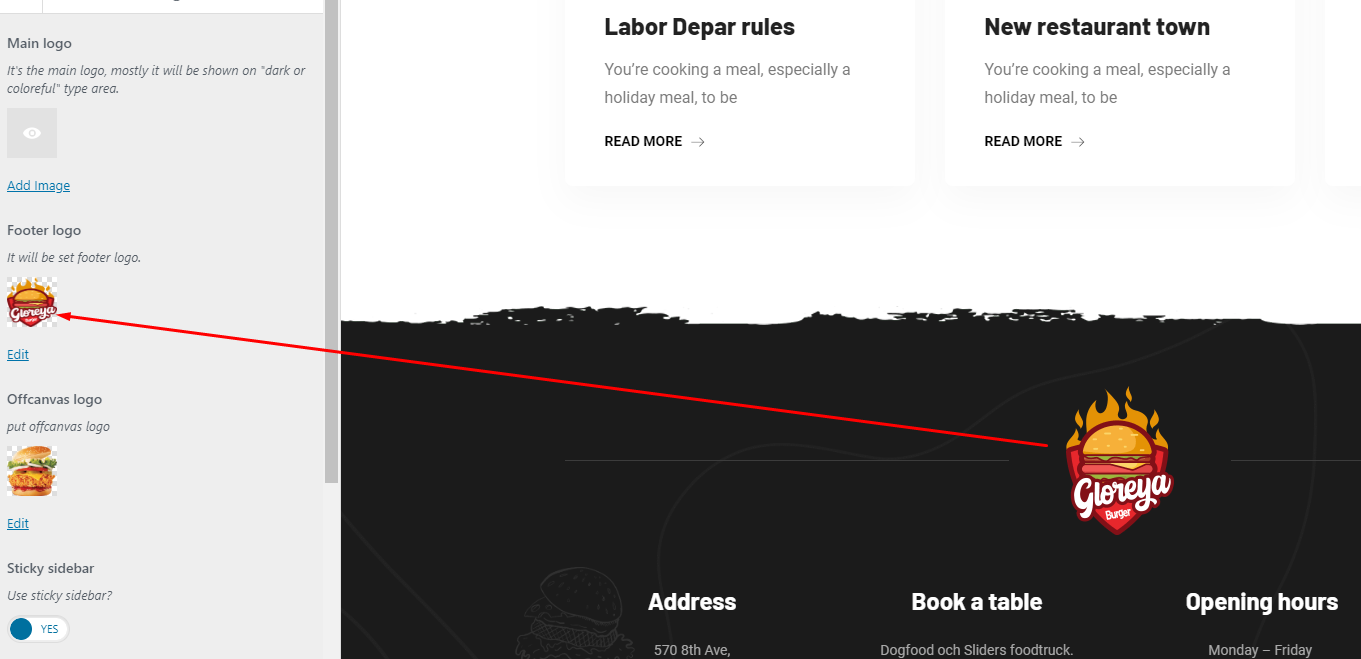 Main logo
It's the main logo, mostly it will be shown on "dark or
coloreful" type area.
Add Image
Footer logo
It will be set footer logo.
Gloreya
Burger
Edit
Offcanvas logo
put offcanvas logo
Edit
Sticky sidebar
Use sticky sidebar?
YES
Labor Depar rules
You’re cooking a meal, especially a
holiday meal, to be
READ MORE
New restaurant town
You’re cooking a meal, especially a
holiday meal, to be
READ MORE
Gloreya
Burger
Address
570 8th Ave,
Book a table
Dogfood och Sliders foodtruck.
Opening hours
Monday – Friday